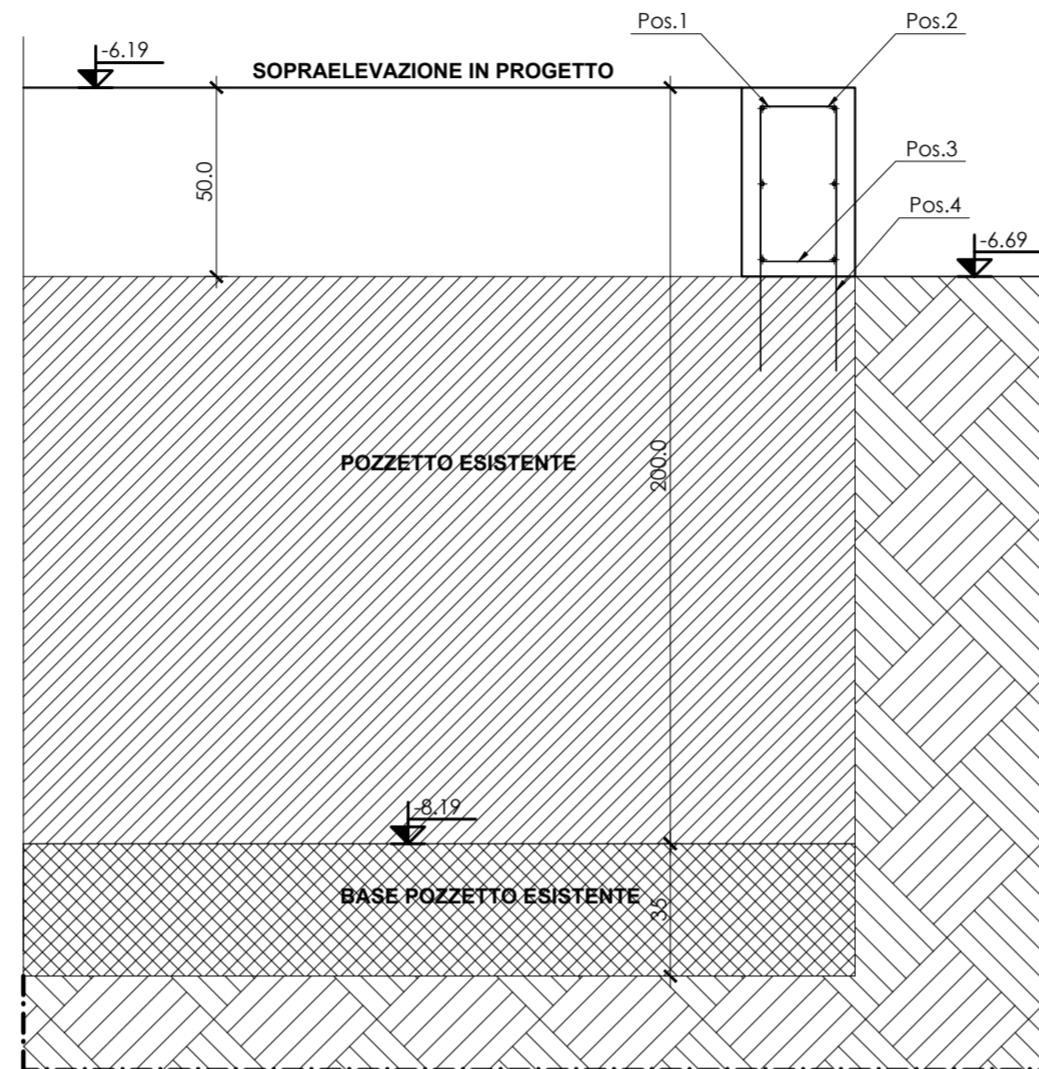 Pos.1
Pos.2
-6.19
SOPRAELEVAZIONE IN PROGETTO
50.0
Pos.3
Pos.4
-6.69
POZZETTO ESISTENTE
200.0
-8.19
BASE POZZETTO ESISTENTE
35